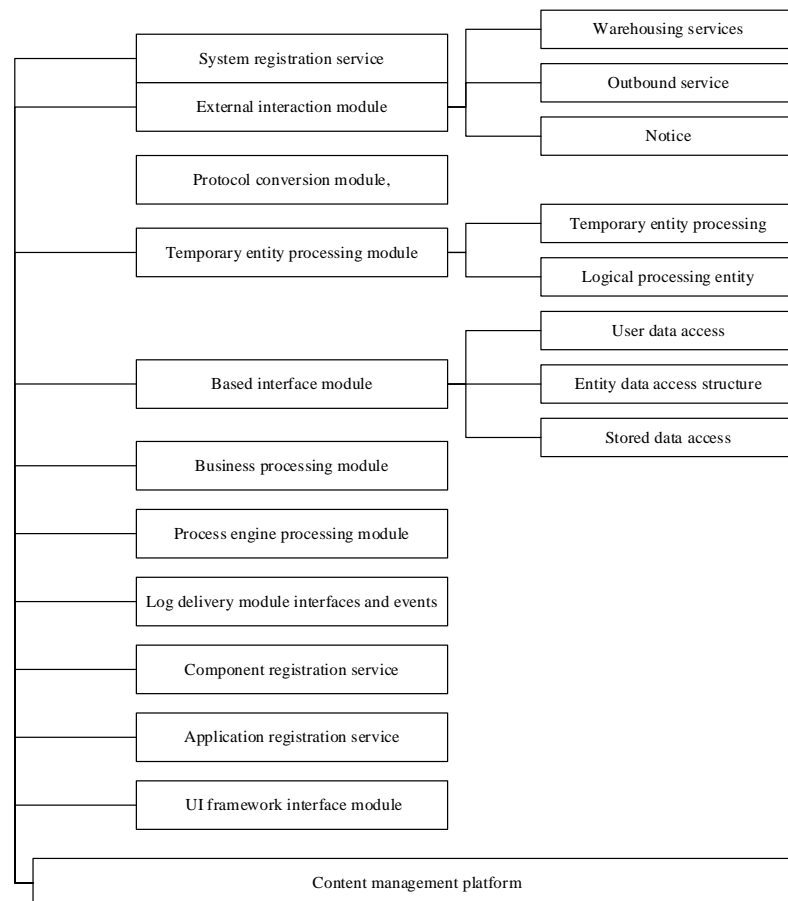 Warehousing services
System registration service
Outbound service
External interaction module
Notice
Protocol conversion module,
Temporary entity processing
Temporary entity processing module
Logical processing entity
User data access
Based interface module
Entity data access structure
Stored data access
Business processing module
Process engine processing module
Log delivery module interfaces and events
Component registration service
Application registration service
UI framework interface module
Content management platform